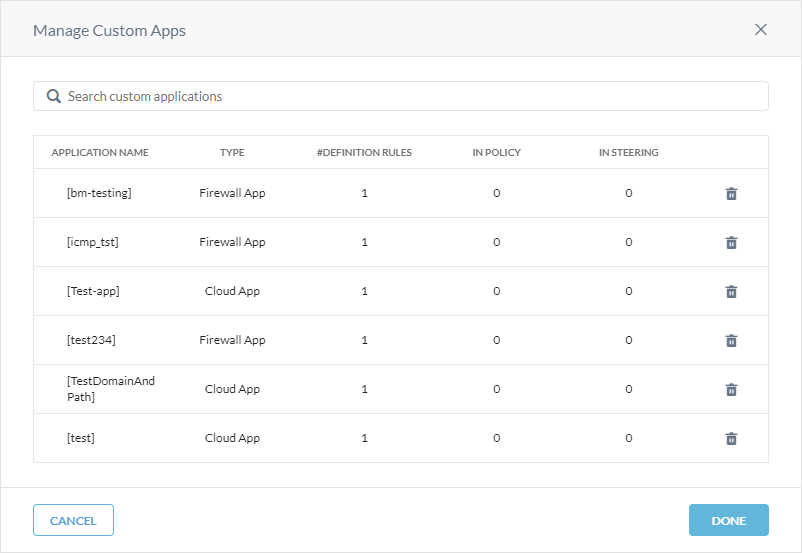 Manage Custom Apps
Search custom applications
APPLICATION NAME TYPE #DEFINITION RULES IN POLICY IN STEERING
[bm-testing] Firewall App 1 0 0
[icmp_tst] Firewall App 1 0 0
[Test-app] Cloud App 1 0 0
[test234] Firewall App 1 0 0
[TestDomainAnd
Path] Cloud App 1 0 0
[test] Cloud App 1 0 0
CANCEL DONE